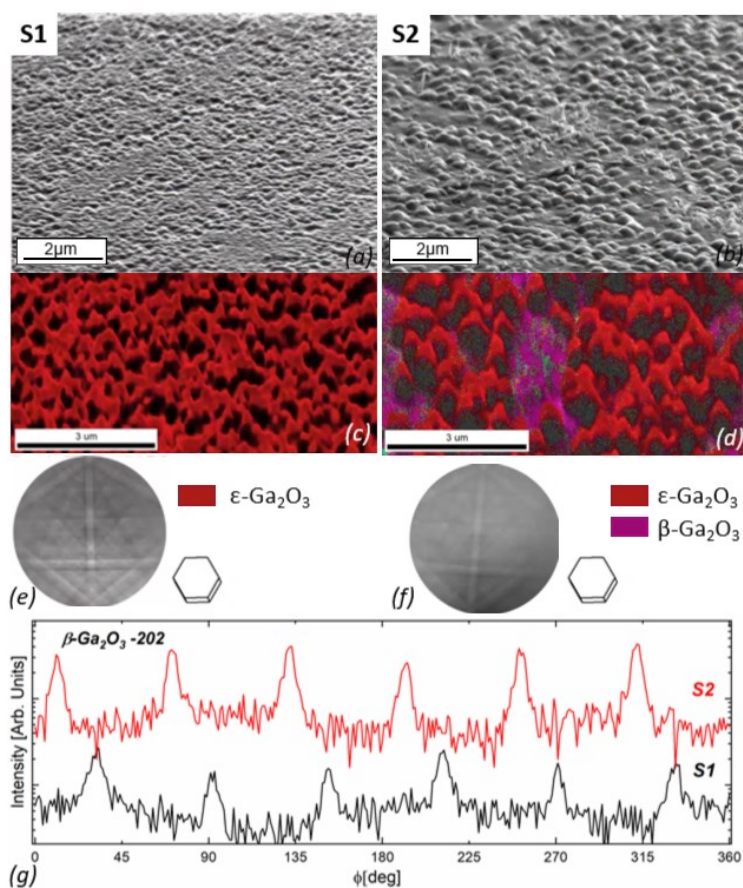 S1
S2
2μm
(a)
2μm
(b)
3 um
(c)
3 um
(d)
ε-Ga₂O₃
ε-Ga₂O₃
β-Ga₂O₃
(e)
(f)
β-Ga₂O₃ -202
S2
S1
Intensity [Arb. Units]
0 45 90 135 180 225 270 315 360
(g)
ϕ[deg]